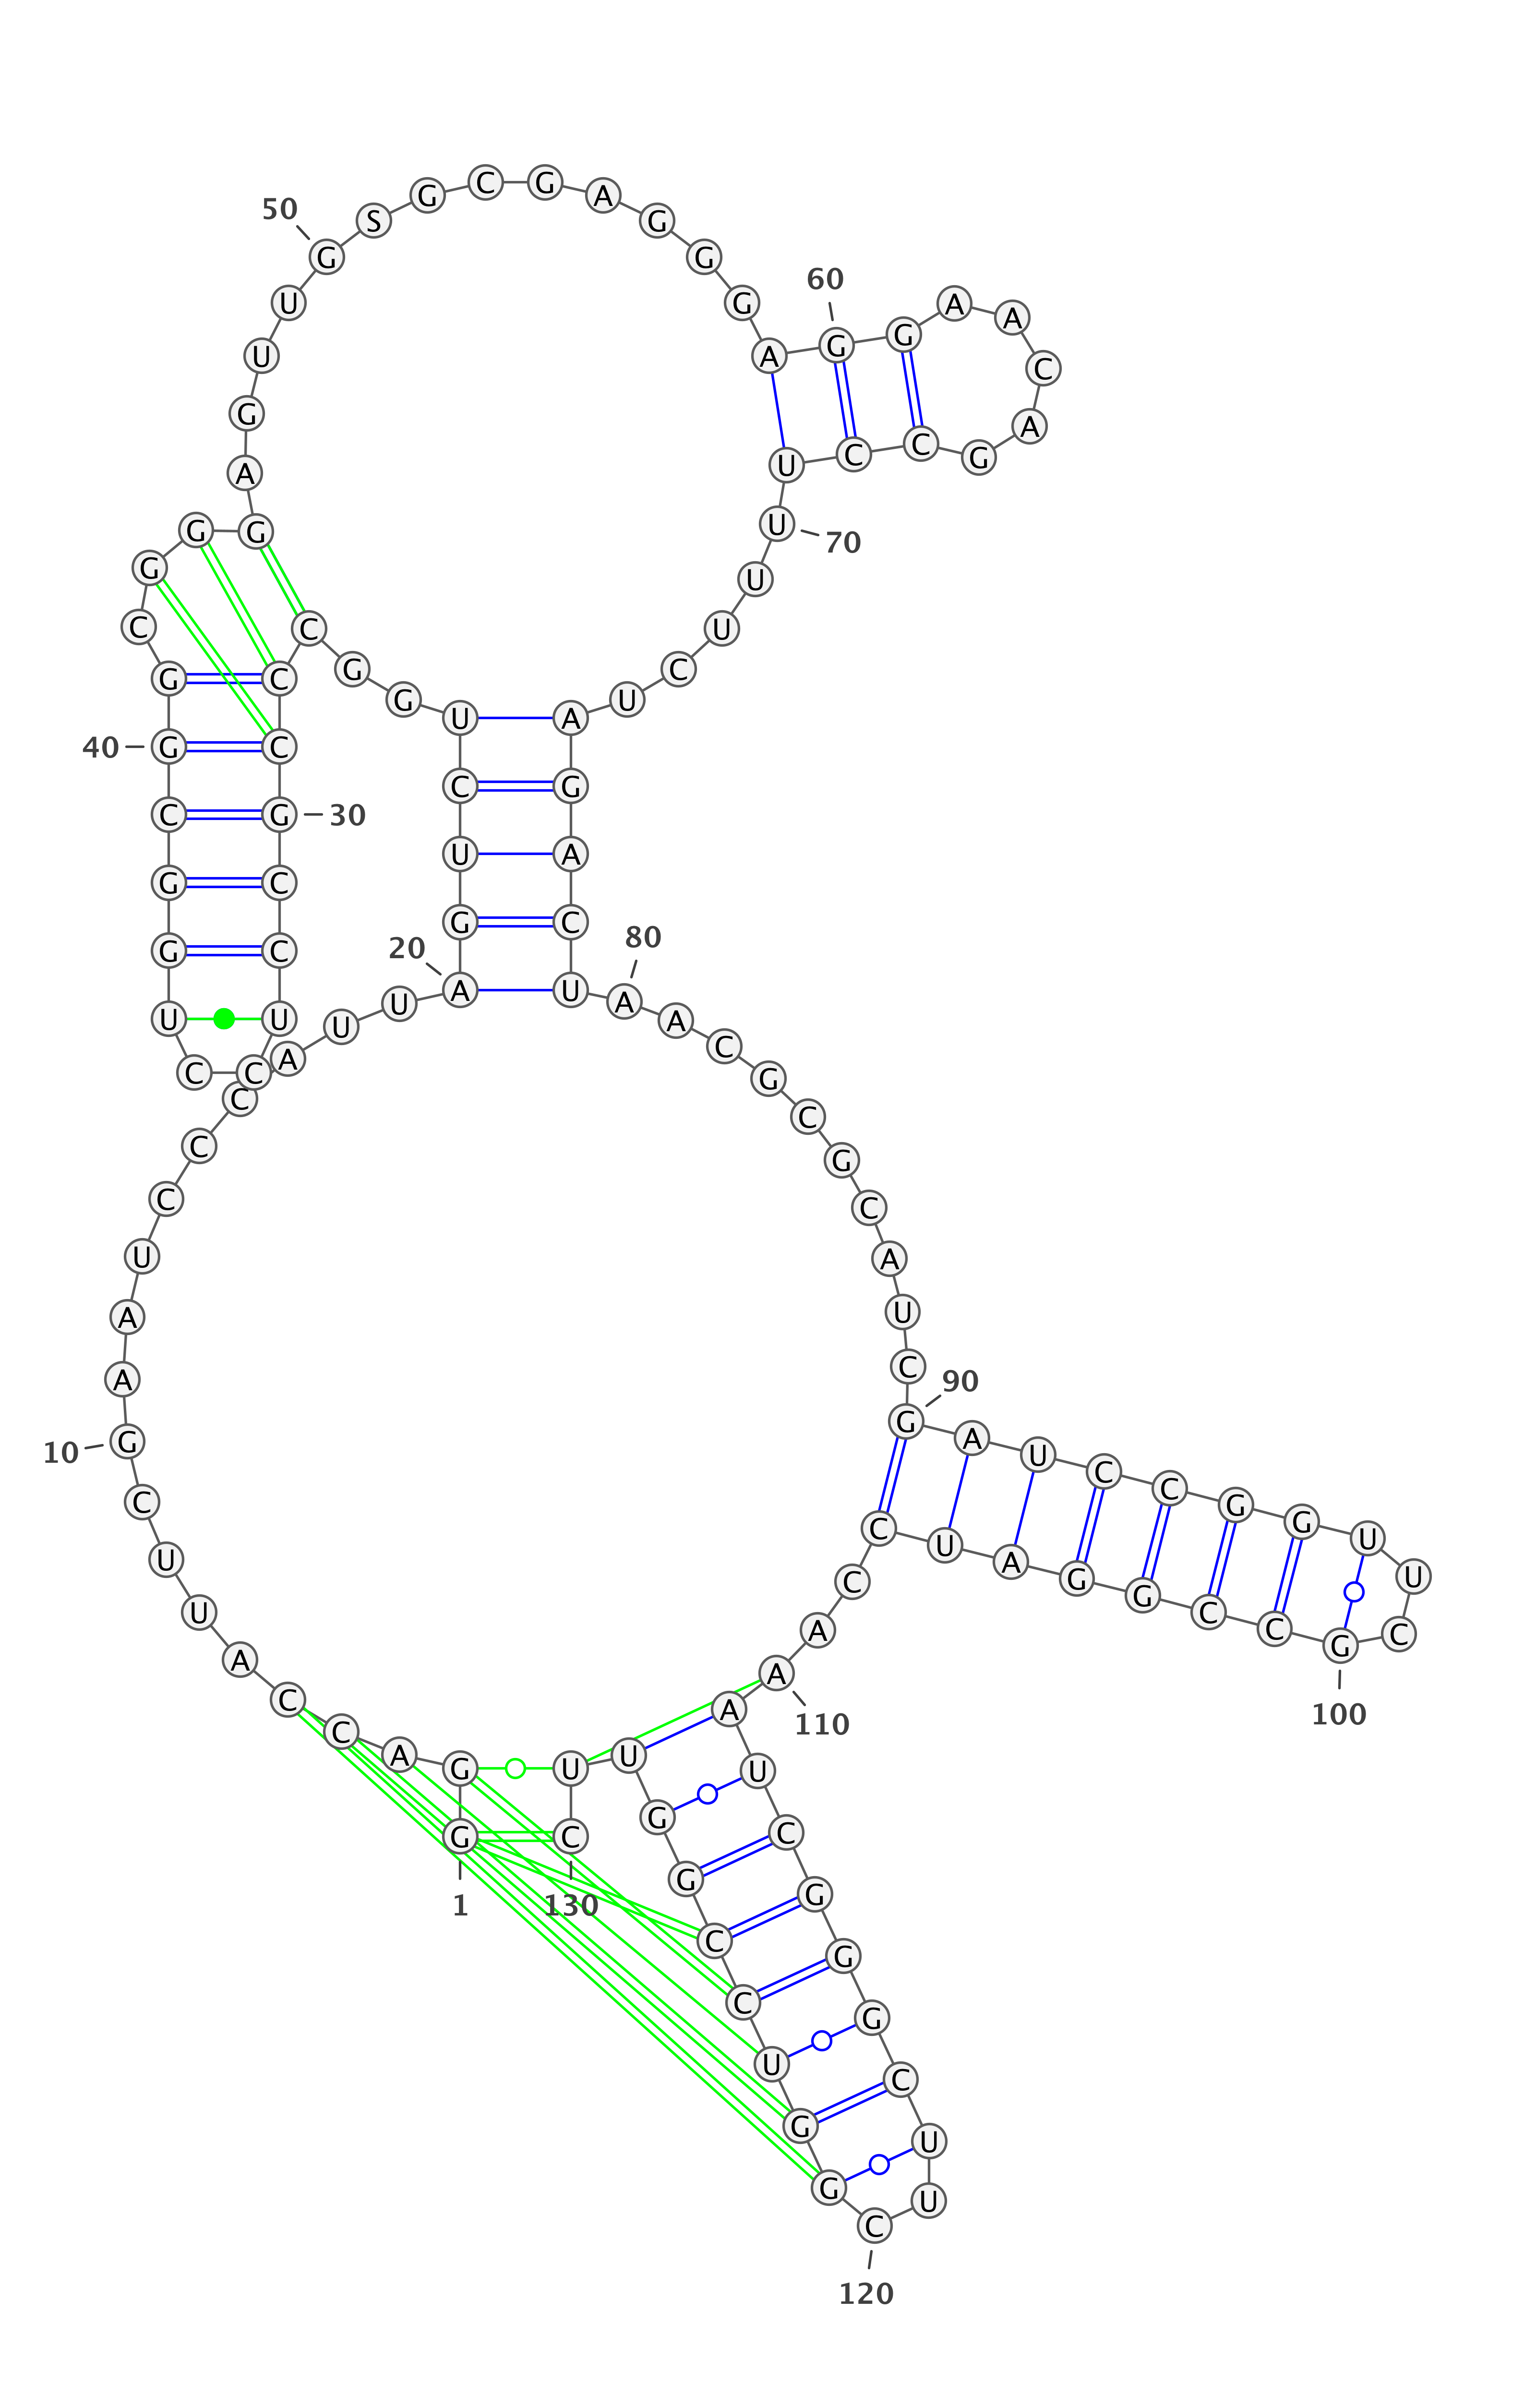 G G A C C A U U C G
A A U C C C A U U A
G U C U G G C C C G
C C U C C U G G C G
G C G G G A G U U G
S G C G A G G G A G
G A A C A G C C U U
U U C U A G A C U A
A C G C G C A U C G
A U C C G G U U C G
C C G G A U C C A A
A U C G G G C U U C
G G U C C G G U U C
1
10
20
30
40
50
60
70
80
90
100
110
120
130